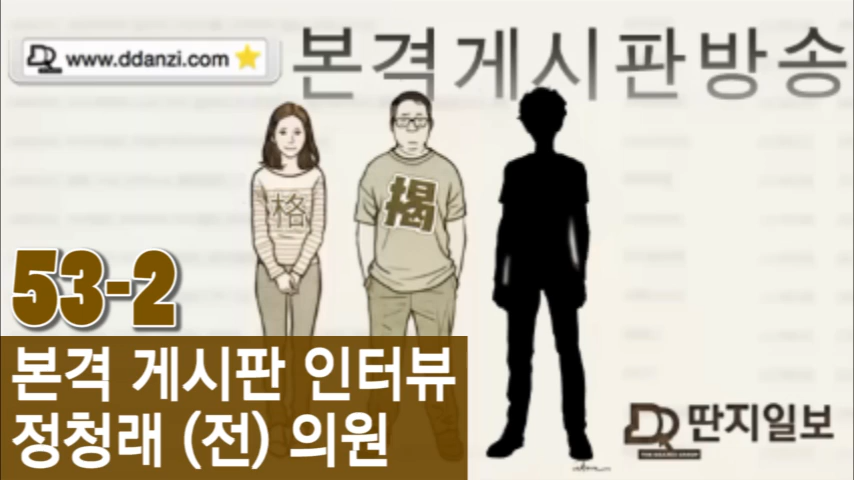 www.ddanzi.com
본격게시판방송
格
揭
53-2
본격 게시판 인터뷰
정청래 (전) 의원
딴지일보